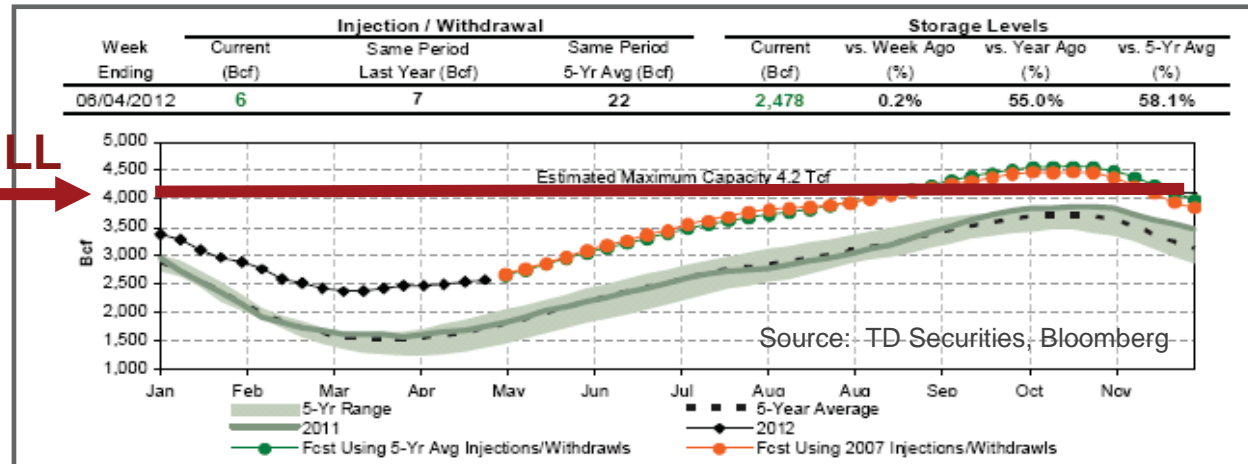 Injection / Withdrawal Storage Levels
Week Current Same Period Same Period Current vs. Week Ago vs. Year Ago vs. 5-Yr Avg
Ending (Bcf) Last Year (Bcf) 5-Yr Avg (Bcf) (Bcf) (%) (%) (%)
06/04/2012 6 7 22 2,478 0.2% 55.0% 58.1%
LL
5,000
4,500
4,000
3,500
3,000
2,500
2,000
1,500
1,000
Bcf
Estimated Maximum Capacity 4.2 Tcf
Source: TD Securities, Bloomberg
Jan Feb Mar Apr May Jun Jul Aug Aug Sep Oct Nov
5-Yr Range 5-Year Average
2011 2012
Fcst Using 5-Yr Avg Injections/Withdrawls Fcst Using 2007 Injections/Withdrawls